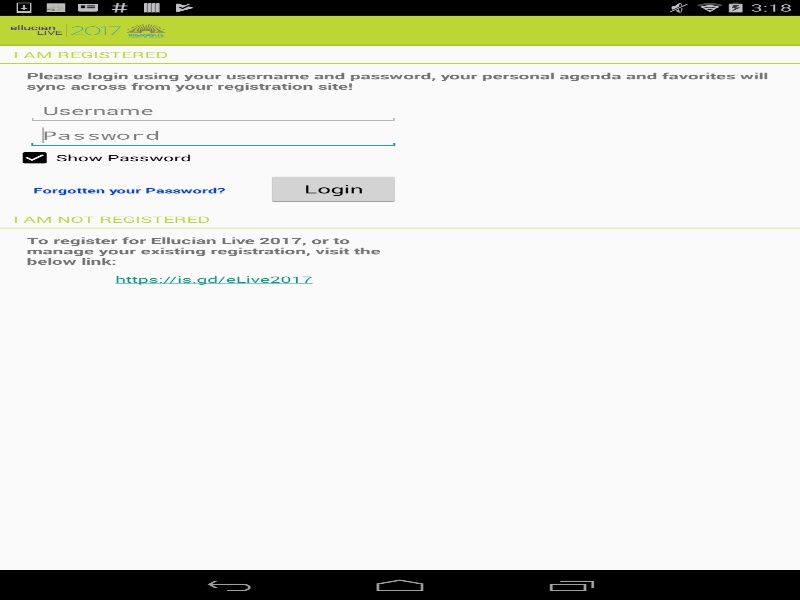 3:18
ellucian
LIVE 2017
I AM REGISTERED
Please login using your username and password, your personal agenda and favorites will
sync across from your registration site!
Username
Password
Show Password
Forgotten your Password?
Login
I AM NOT REGISTERED
To register for Ellucian Live 2017, or to
manage your existing registration, visit the
below link:
https://is.gd/eLive2017